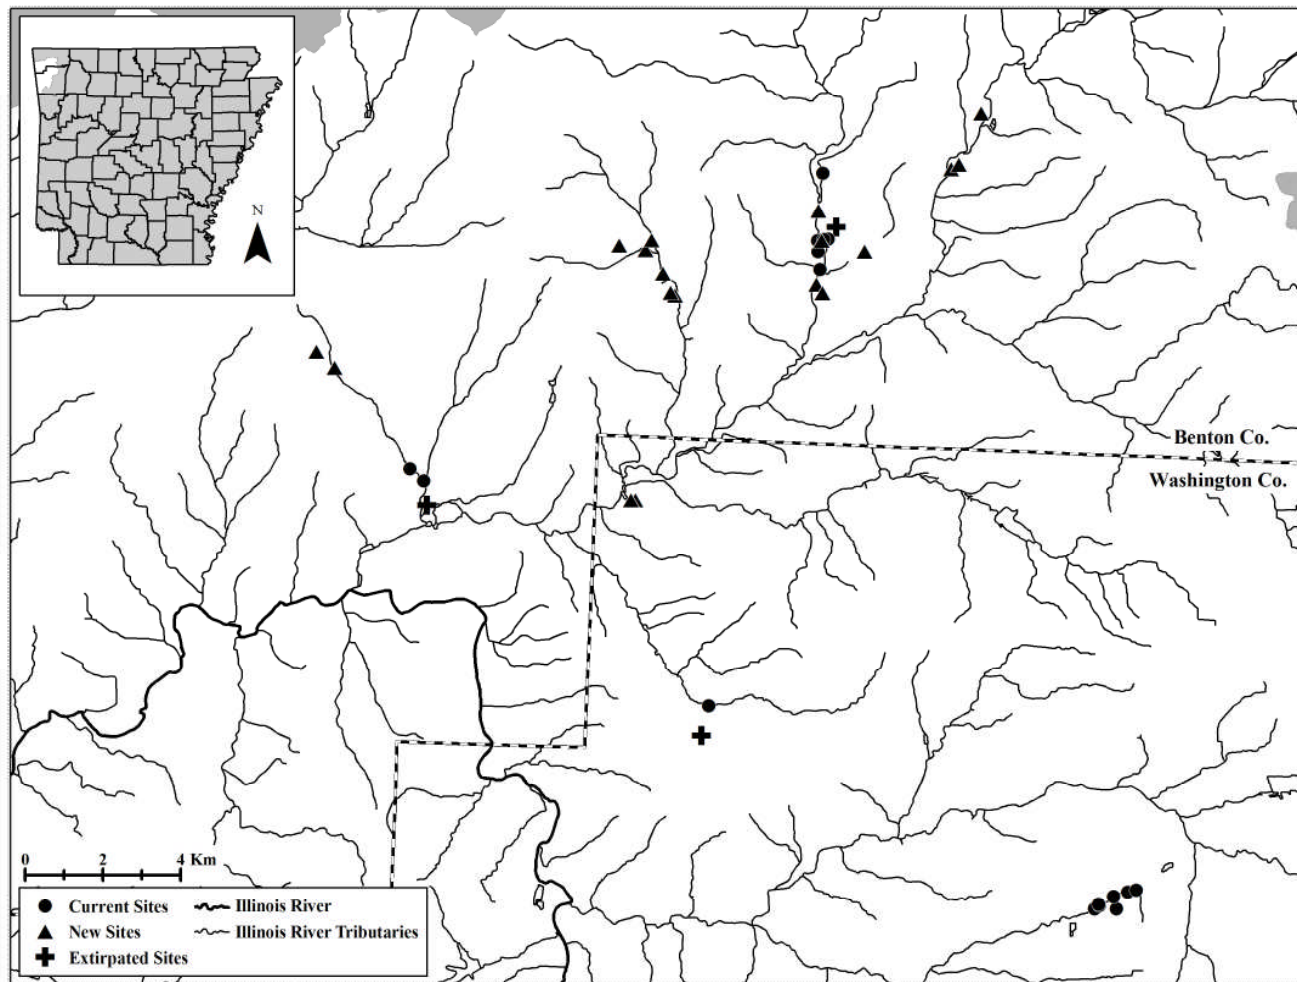 N
Benton Co.
Washington Co.
0 2 4 Km
Current Sites Illinois River
New Sites Illinois River Tributaries
Extirpated Sites